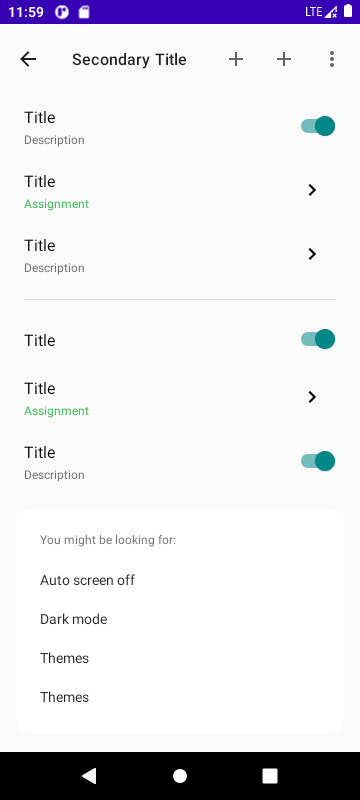 11:59
LTE
Secondary Title
Title
Description
Title
Assignment
Title
Description
Title
Title
Assignment
Title
Description
You might be looking for:
Auto screen off
Dark mode
Themes
Themes